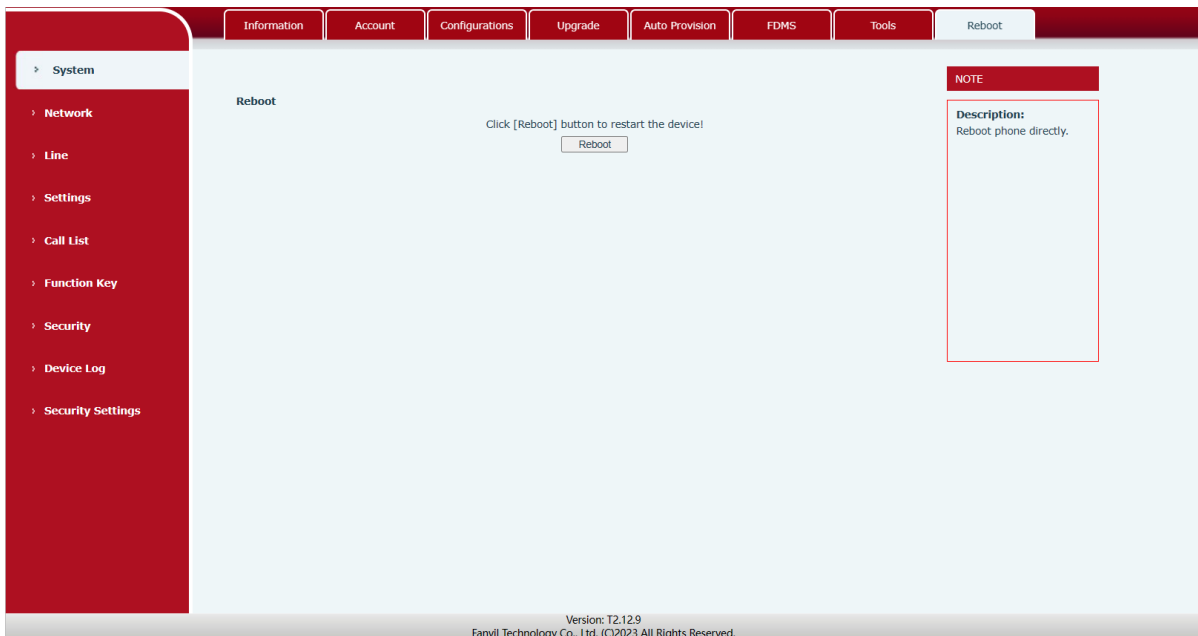 Information
Account
Configurations
Upgrade
Auto Provision
FDMS
Tools
Reboot
System
Network
Line
Settings
Call List
Function Key
Security
Device Log
Security Settings
Reboot
Click [Reboot] button to restart the device!
Reboot
NOTE
Description:
Reboot phone directly.
Version: T2.12.9
Fanvil Technology Co., Ltd. (C)2023 All Rights Reserved.